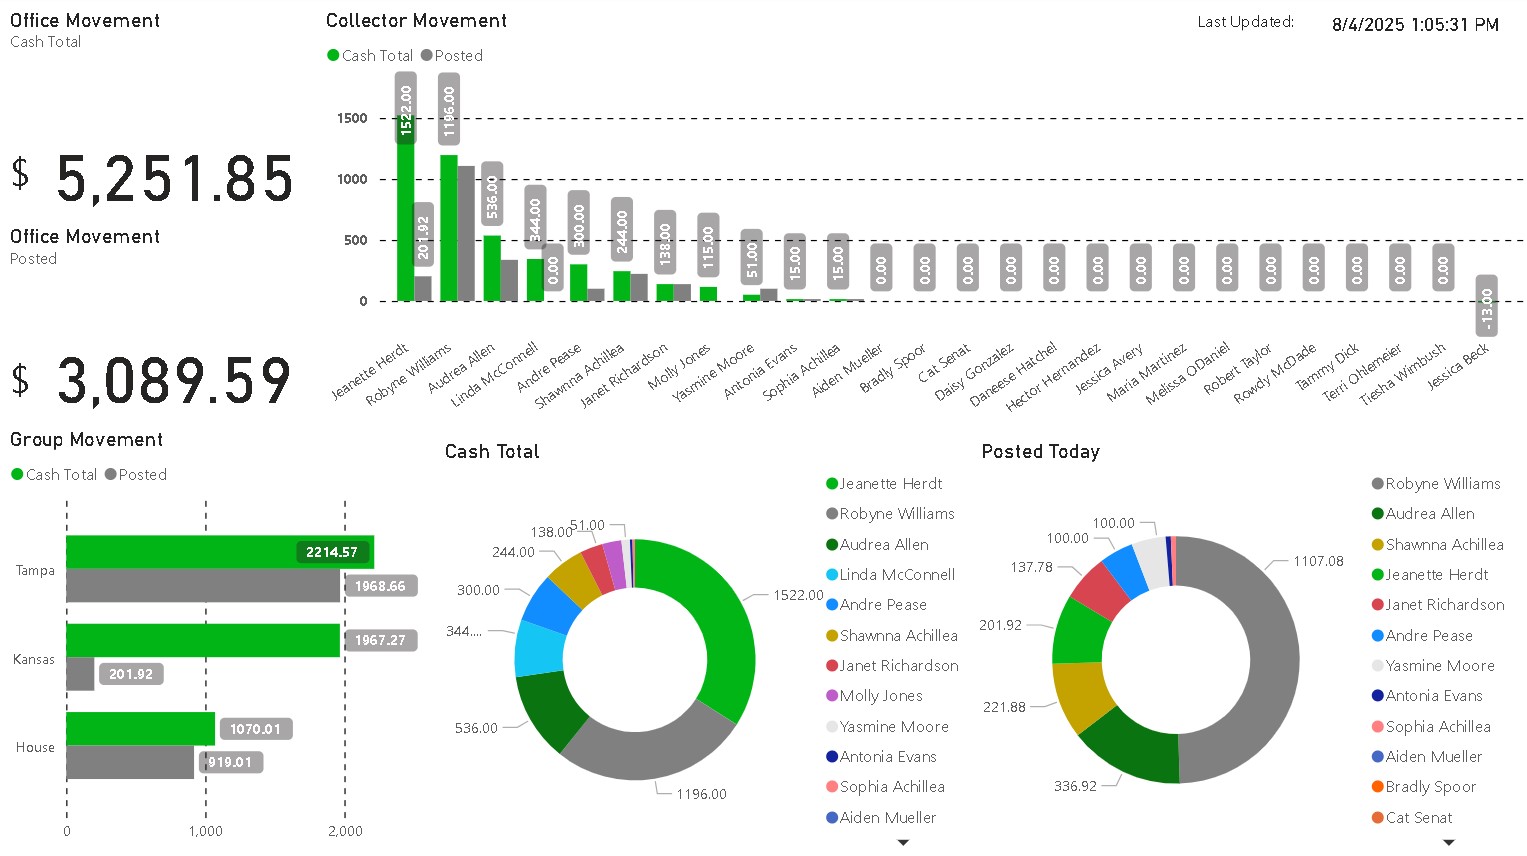 Office Movement
Cash Total
$ 5,251.85
Office Movement
Posted
$ 3,089.59
Collector Movement
Cash Total Posted
Last Updated: 8/4/2025 1:05:31 PM
1500
1000
500
0
1522.00
201.92
1196.00
536.00
344.00
0.00
300.00
244.00
138.00
115.00
51.00
15.00
15.00
0.00
0.00
0.00
0.00
0.00
0.00
0.00
0.00
0.00
0.00
0.00
0.00
0.00
0.00
-13.00
Jeanette Herdt
Robyne Williams
Audrea Allen
Linda McConnell
Andre Pease
Shawnna Achillea
Janet Richardson
Molly Jones
Yasmine Moore
Antonia Evans
Sophia Achillea
Aiden Mueller
Bradly Spoor
Cat Senat
Daisy Gonzalez
Daneese Hatchel
Hector Hernandez
Jessica Avery
Maria Martinez
Melissa ODaniel
Robert Taylor
Rowdy McDade
Tammy Dick
Terri Ohlemeier
Tiesha Wimbush
Jessica Beck
Group Movement
Cash Total Posted
Tampa
2214.57
1968.66
Kansas
1967.27
201.92
House
1070.01
919.01
0 1,000 2,000
Cash Total
51.00
138.00
244.00
300.00
344....
536.00
1196.00
1522.00
Jeanette Herdt
Robyne Williams
Audrea Allen
Linda McConnell
Andre Pease
Shawnna Achillea
Janet Richardson
Molly Jones
Yasmine Moore
Antonia Evans
Sophia Achillea
Aiden Mueller
Posted Today
100.00
100.00
137.78
201.92
221.88
336.92
1107.08
Robyne Williams
Audrea Allen
Shawnna Achillea
Jeanette Herdt
Janet Richardson
Andre Pease
Yasmine Moore
Antonia Evans
Sophia Achillea
Aiden Mueller
Bradly Spoor
Cat Senat